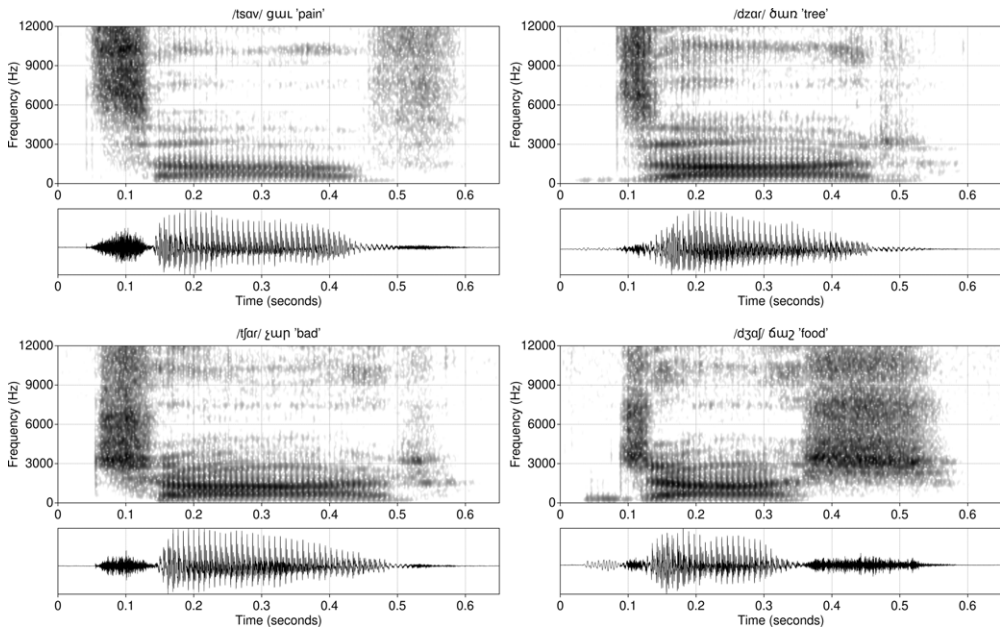 /tsɑv/ ցաւ 'pain'
12000
9000
6000
3000
0
Frequency (Hz)
0 0.1 0.2 0.3 0.4 0.5 0.6
0 0.1 0.2 0.3 0.4 0.5 0.6
Time (seconds)
/dzɑɾ/ ծառ 'tree'
12000
9000
6000
3000
0
Frequency (Hz)
0 0.1 0.2 0.3 0.4 0.5 0.6
0 0.1 0.2 0.3 0.4 0.5 0.6
Time (seconds)
/tʃɑɾ/ չար 'bad'
12000
9000
6000
3000
0
Frequency (Hz)
0 0.1 0.2 0.3 0.4 0.5 0.6
0 0.1 0.2 0.3 0.4 0.5 0.6
Time (seconds)
/dʒɑʃ/ ճաշ 'food'
12000
9000
6000
3000
0
Frequency (Hz)
0 0.1 0.2 0.3 0.4 0.5 0.6
0 0.1 0.2 0.3 0.4 0.5 0.6
Time (seconds)